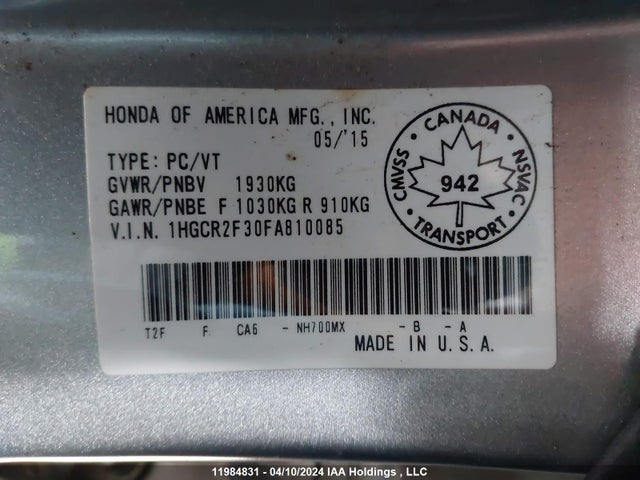 HONDA OF AMERICA MFG., INC.
05/'15
TYPE: PC/VT
GVWR/PNBV 1930KG
GAWR/PNBE F 1030KG R 910KG
V.I.N. 1HGCR2F30FA810085
CANADA
CMVSS
NSVAC
942
TRANSPORT
T2F F CA6 - NH700MX - B - A
MADE IN U.S.A.
11984831 - 04/10/2024 IAA Holdings , LLC